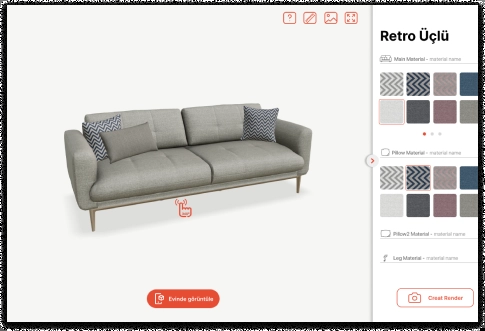 ?
Retro Üçlü
Main Material - material name
Pillow Material - material name
Pillow2 Material - material name
Leg Material - material name
Evinde görüntüle
Creat Render